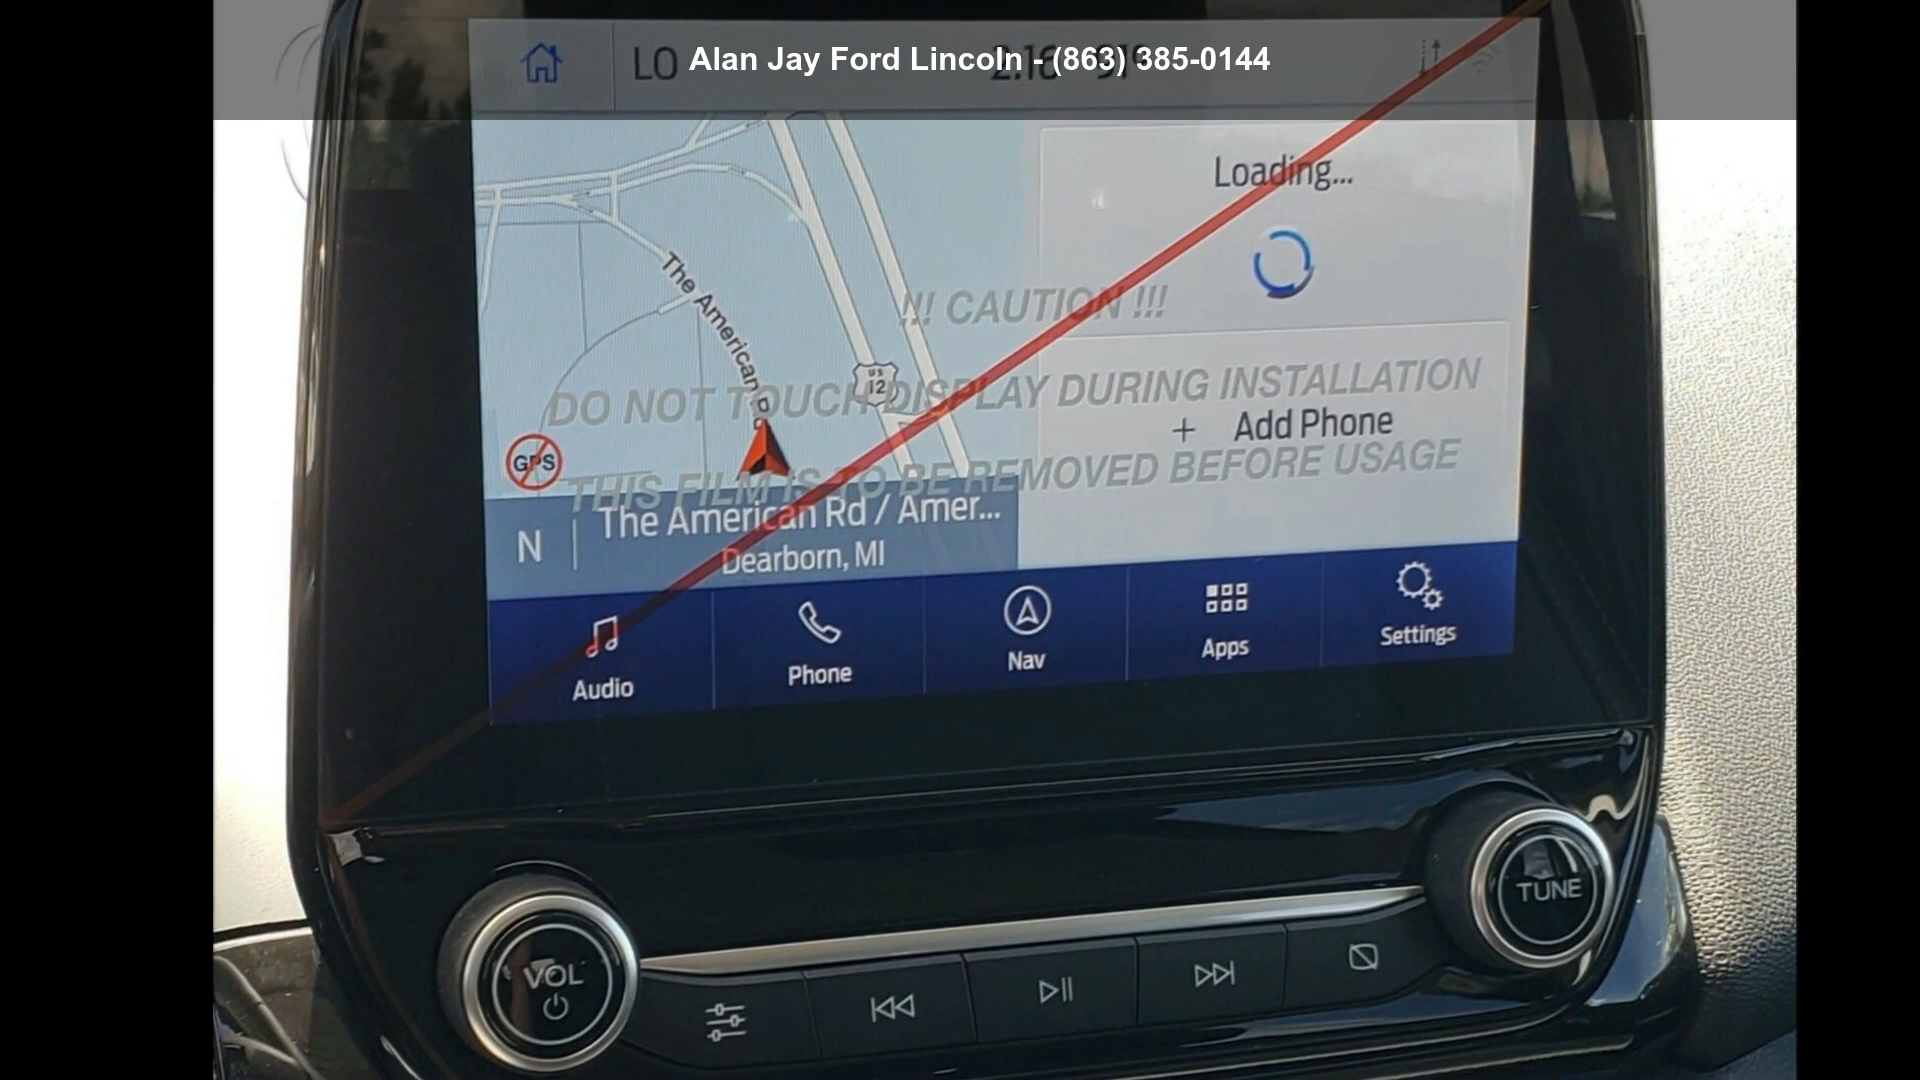 Alan Jay Ford Lincoln - (863) 385-0144
LO
Loading...
The American
US
12
!!! CAUTION !!!
DO NOT TOUCH DISPLAY DURING INSTALLATION
+ Add Phone
GPS
THIS FILM IS TO BE REMOVED BEFORE USAGE
N
The American Rd / Amer...
Dearborn, MI
Audio
Phone
Nav
Apps
Settings
VOL
TUNE